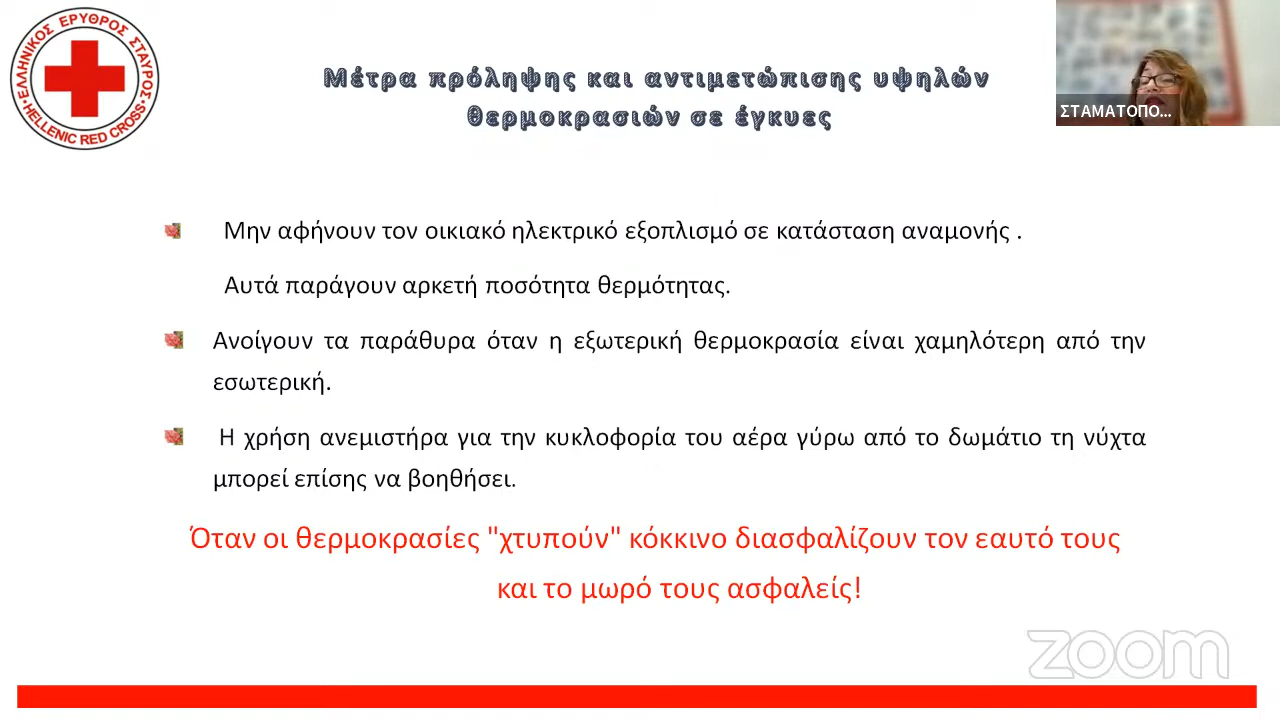 ΕΛΛΗΝΙΚΟΣ ΕΡΥΘΡΟΣ ΣΤΑΥΡΟΣ
HELLENIC RED CROSS
Μέτρα πρόληψης και αντιμετώπισης υψηλών
θερμοκρασιών σε έγκυες
ΣΤΑΜΑΤΟΠΟ...
Μην αφήνουν τον οικιακό ηλεκτρικό εξοπλισμό σε κατάσταση αναμονής .
Αυτά παράγουν αρκετή ποσότητα θερμότητας.
Ανοίγουν τα παράθυρα όταν η εξωτερική θερμοκρασία είναι χαμηλότερη από την
εσωτερική.
Η χρήση ανεμιστήρα για την κυκλοφορία του αέρα γύρω από το δωμάτιο τη νύχτα
μπορεί επίσης να βοηθήσει.
Όταν οι θερμοκρασίες "χτυπούν" κόκκινο διασφαλίζουν τον εαυτό τους
και το μωρό τους ασφαλείς!
zoom